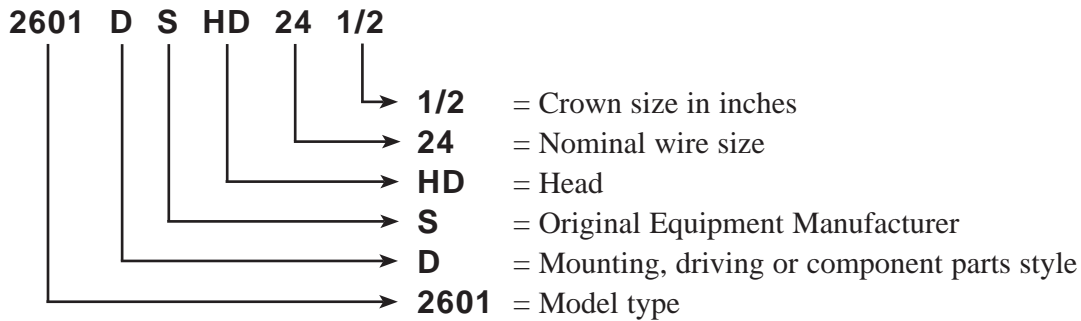 2601 D S HD 24 1/2
1/2 = Crown size in inches
24 = Nominal wire size
HD = Head
S = Original Equipment Manufacturer
D = Mounting, driving or component parts style
2601 = Model type